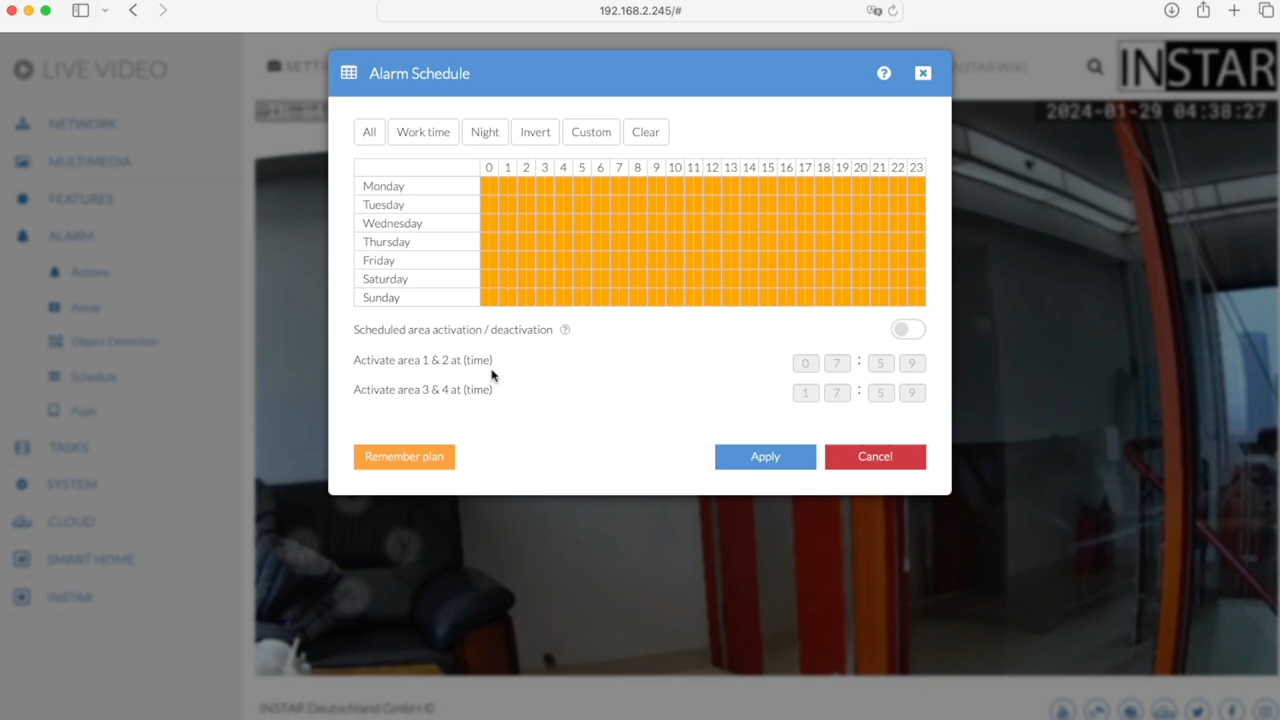 192.168.2.245/#
LIVE VIDEO
INSTAR WIKI
INSTAR
2024-01-29 04:38:27
NETWORK
MULTIMEDIA
FEATURES
ALARM
Actions
Areas
Object Detection
Schedule
Push
TASKS
SYSTEM
CLOUD
SMART HOME
INSTAR
Alarm Schedule
All Work time Night Invert Custom Clear
0 1 2 3 4 5 6 7 8 9 10 11 12 13 14 15 16 17 18 19 20 21 22 23
Monday
Tuesday
Wednesday
Thursday
Friday
Saturday
Sunday
Scheduled area activation / deactivation ?
Activate area 1 & 2 at (time) 0 7 : 5 9
Activate area 3 & 4 at (time) 1 7 : 5 9
Remember plan Apply Cancel
INSTAR Deutschland GmbH ©